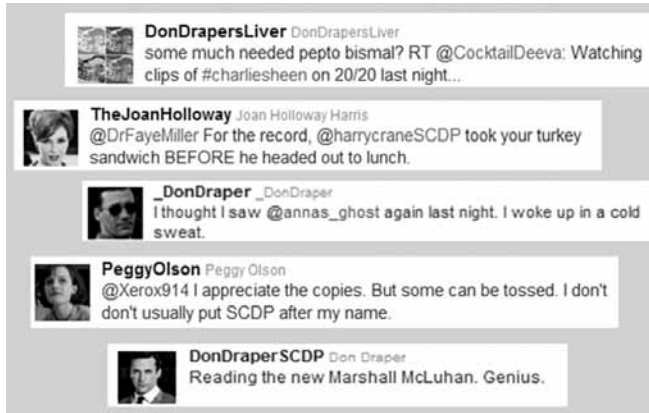 DonDrapersLiver DonDrapersLiver
some much needed pepto bismal? RT @CocktailDeeva: Watching
clips of #charliesheen on 20/20 last night...
TheJoanHolloway Joan Holloway Harris
@DrFayeMiller For the record, @harrycraneSCDP took your turkey
sandwich BEFORE he headed out to lunch.
_DonDraper _DonDraper
I thought I saw @annas_ghost again last night. I woke up in a cold
sweat.
PeggyOlson Peggy Olson
@Xerox914 I appreciate the copies. But some can be tossed. I don't
don't usually put SCDP after my name.
DonDraperSCDP Don Draper
Reading the new Marshall McLuhan. Genius.